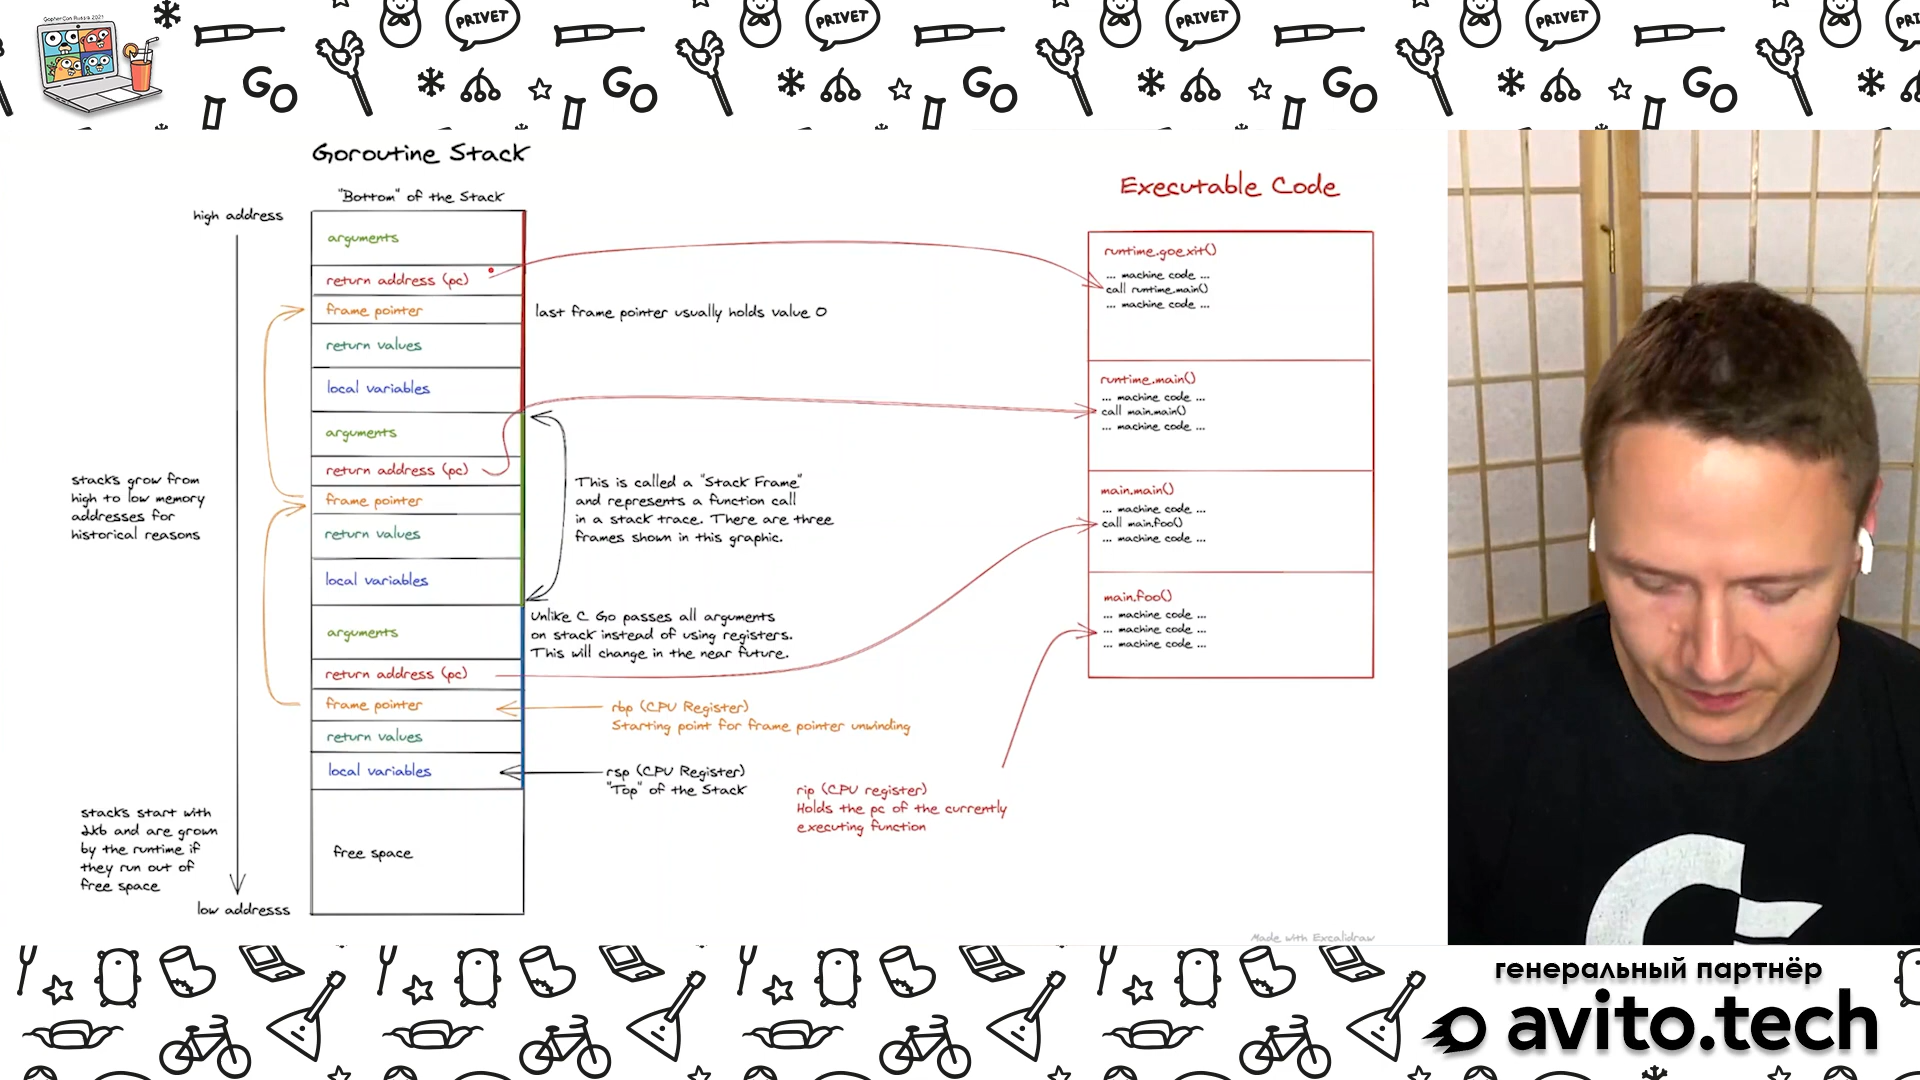 GopherCon Russia 2021
PRIVET
PRIVET
PRIVET
PRIVET
PRI
GO
GO
GO
GO
GO
Goroutine Stack
"Bottom" of the Stack
high address
arguments
return address (pc)
frame pointer
return values
local variables
arguments
return address (pc)
frame pointer
return values
local variables
arguments
return address (pc)
frame pointer
return values
local variables
free space
low addresss
stacks grow from
high to low memory
addresses for
historical reasons
stacks start with
2kb and are grown
by the runtime if
they run out of
free space
last frame pointer usually holds value 0
This is called a "Stack Frame"
and represents a function call
in a stack trace. There are three
frames shown in this graphic.
Unlike C Go passes all arguments
on stack instead of using registers.
This will change in the near future.
rbp (CPU Register)
Starting point for frame pointer unwinding
rsp (CPU Register)
"Top" of the Stack
rip (CPU register)
Holds the pc of the currently
executing function
Executable Code
runtime.goexit()
... machine code ...
call runtime.main()
... machine code ...
runtime.main()
... machine code ...
call main.main()
... machine code ...
main.main()
... machine code ...
call main.foo()
... machine code ...
main.foo()
... machine code ...
... machine code ...
... machine code ...
Made with Excalidraw
генеральный партнёр
avito.tech